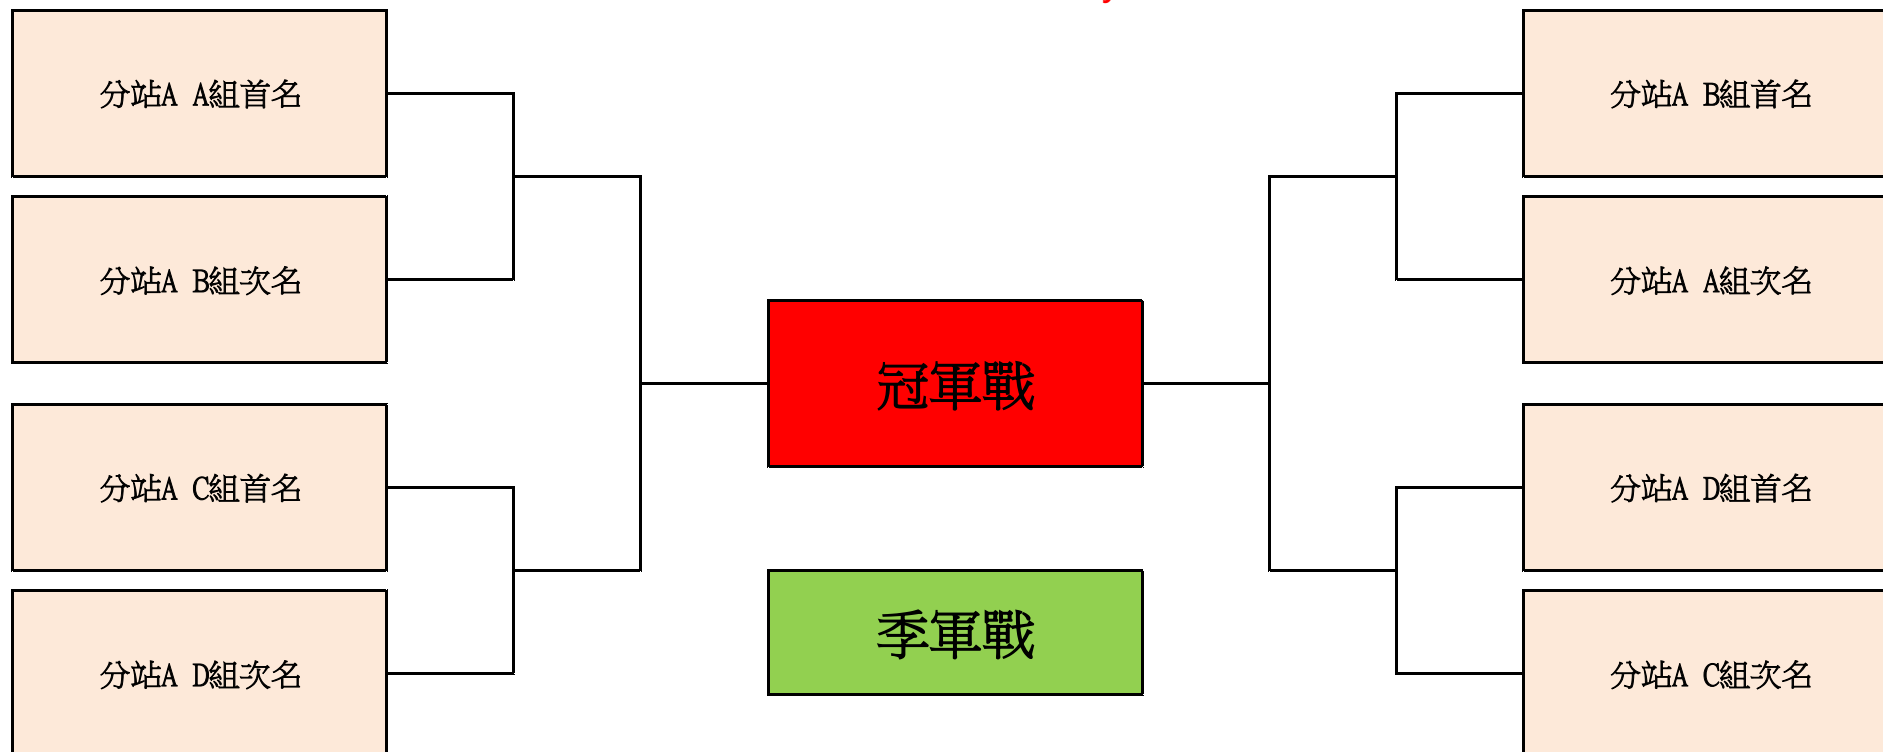 分站A A組首名
分站A B組首名
分站A B組次名
分站A A組次名
冠軍戰
分站A C組首名
分站A D組首名
季軍戰
分站A D組次名
分站A C組次名